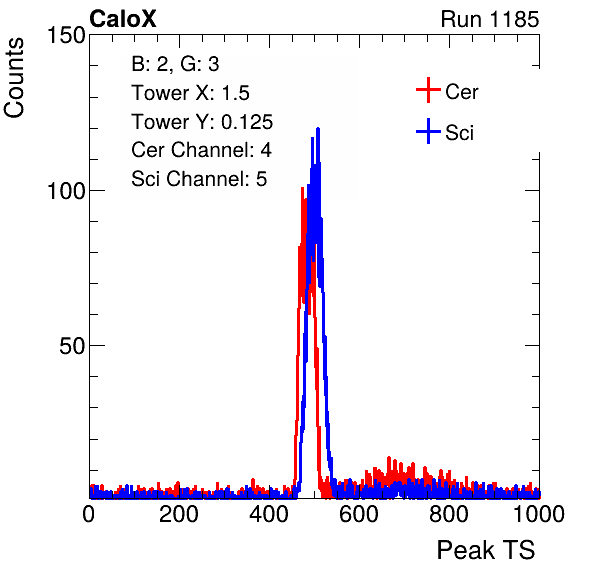 CaloX Run 1185
Counts
150
100
50
B: 2, G: 3
Tower X: 1.5
Tower Y: 0.125
Cer Channel: 4
Sci Channel: 5
Cer
Sci
0 200 400 600 800 1000
Peak TS